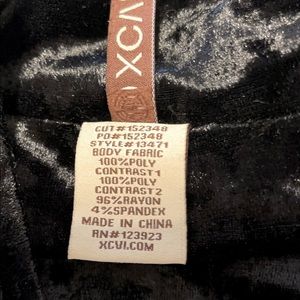 XCVI
CUT#152348
PO#152348
STYLE#13471
BODY FABRIC
100%POLY
CONTRAST1
100%POLY
CONTRAST2
96%RAYON
4%SPANDEX
MADE IN CHINA
RN#123923
XCVI.COM